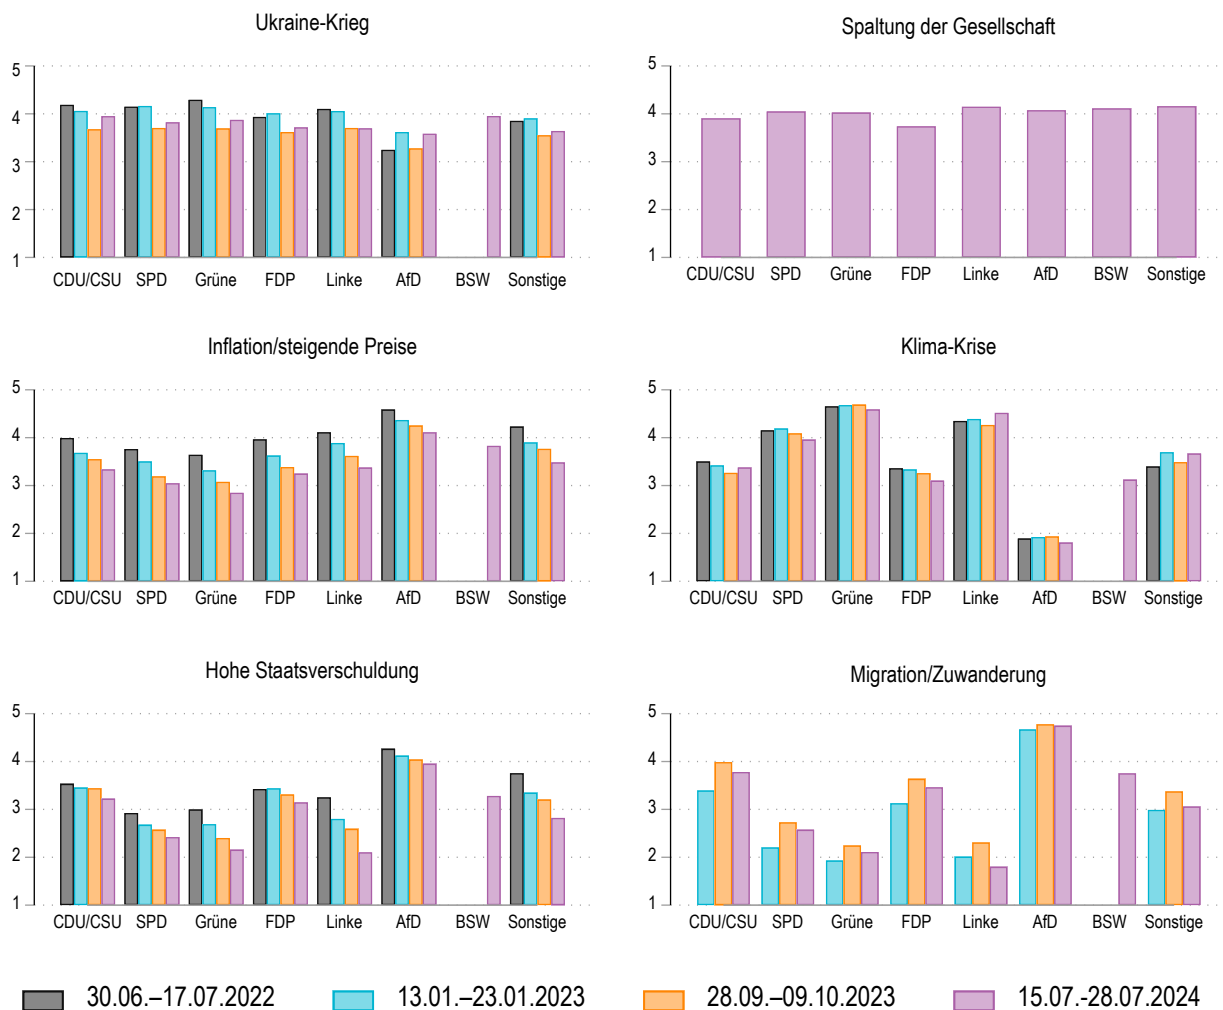 Ukraine-Krieg
5
4
3
2
1
CDU/CSU SPD Grüne FDP Linke AfD BSW Sonstige
Spaltung der Gesellschaft
5
4
3
2
1
CDU/CSU SPD Grüne FDP Linke AfD BSW Sonstige
Inflation/steigende Preise
5
4
3
2
1
CDU/CSU SPD Grüne FDP Linke AfD BSW Sonstige
Klima-Krise
5
4
3
2
1
CDU/CSU SPD Grüne FDP Linke AfD BSW Sonstige
Hohe Staatsverschuldung
5
4
3
2
1
CDU/CSU SPD Grüne FDP Linke AfD BSW Sonstige
Migration/Zuwanderung
5
4
3
2
1
CDU/CSU SPD Grüne FDP Linke AfD BSW Sonstige
30.06.–17.07.2022 13.01.–23.01.2023 28.09.–09.10.2023 15.07.-28.07.2024